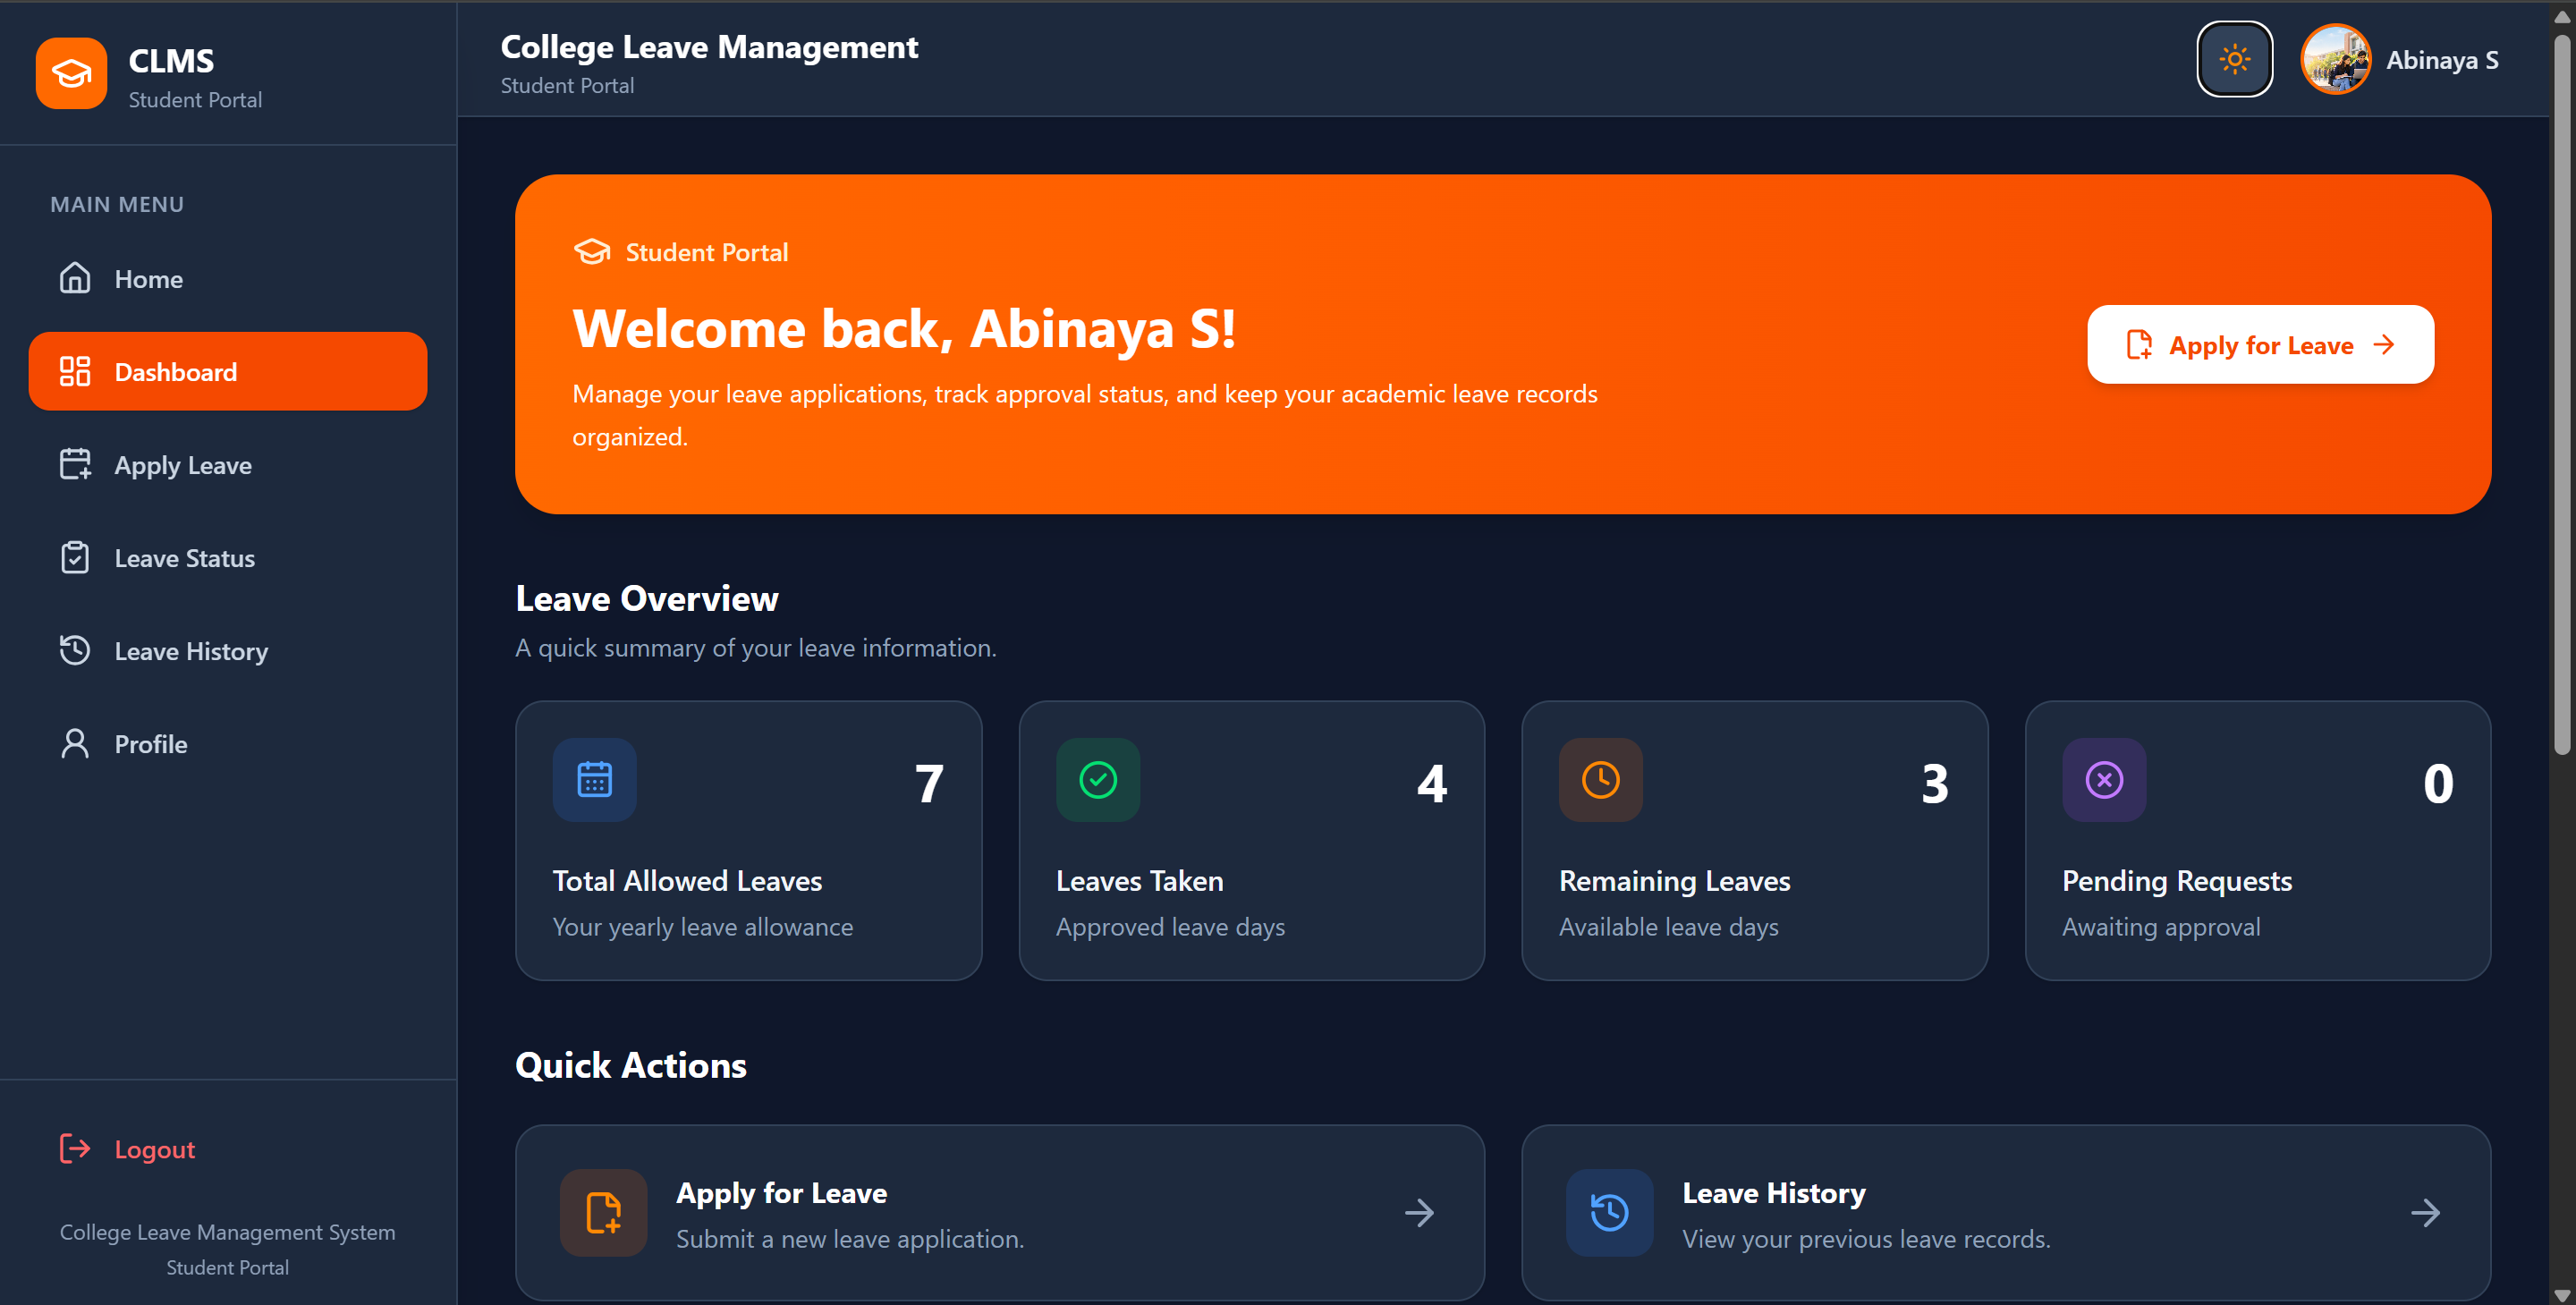 CLMS
Student Portal
MAIN MENU
Home
Dashboard
Apply Leave
Leave Status
Leave History
Profile
Logout
College Leave Management System
Student Portal
College Leave Management
Student Portal
Abinaya S
Student Portal
Welcome back, Abinaya S!
Manage your leave applications, track approval status, and keep your academic leave records
organized.
Apply for Leave
Leave Overview
A quick summary of your leave information.
7
Total Allowed Leaves
Your yearly leave allowance
4
Leaves Taken
Approved leave days
3
Remaining Leaves
Available leave days
0
Pending Requests
Awaiting approval
Quick Actions
Apply for Leave
Submit a new leave application.
Leave History
View your previous leave records.